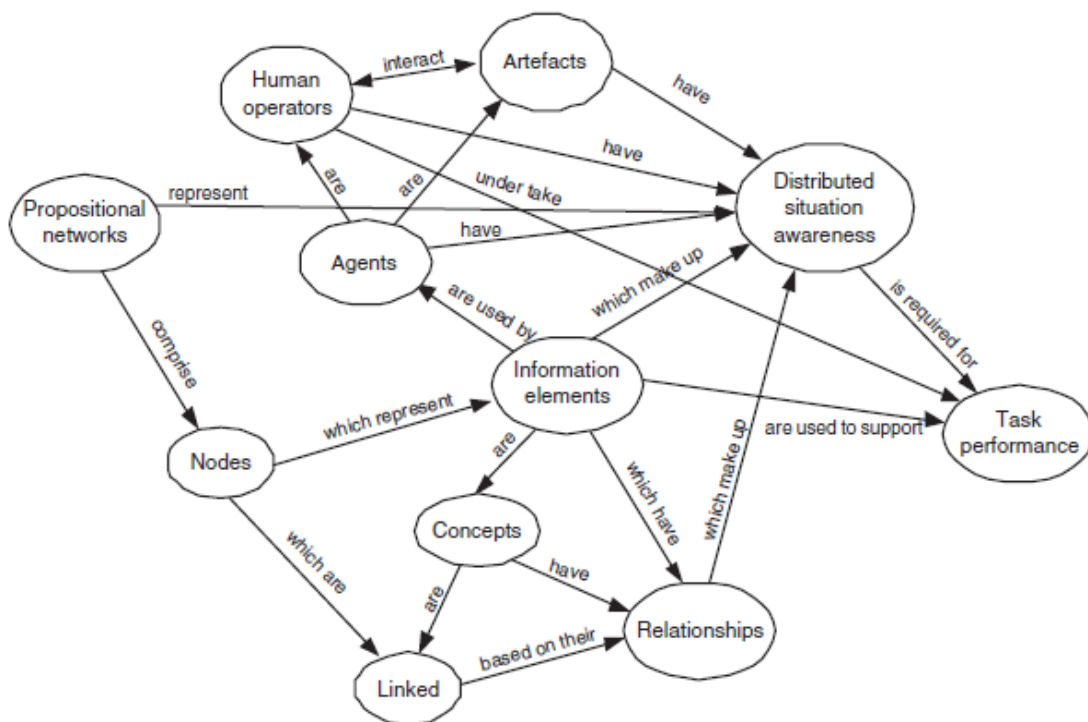 Artefacts
interact
Human
operators
have
have
are
are
under take
Distributed
situation
awareness
represent
Propositional
networks
have
Agents
which make up
are used by
is required for
comprise
Information
elements
which represent
are used to support
Task
performance
Nodes
are
which have
which make up
Concepts
which are
have
are
Relationships
based on their
Linked